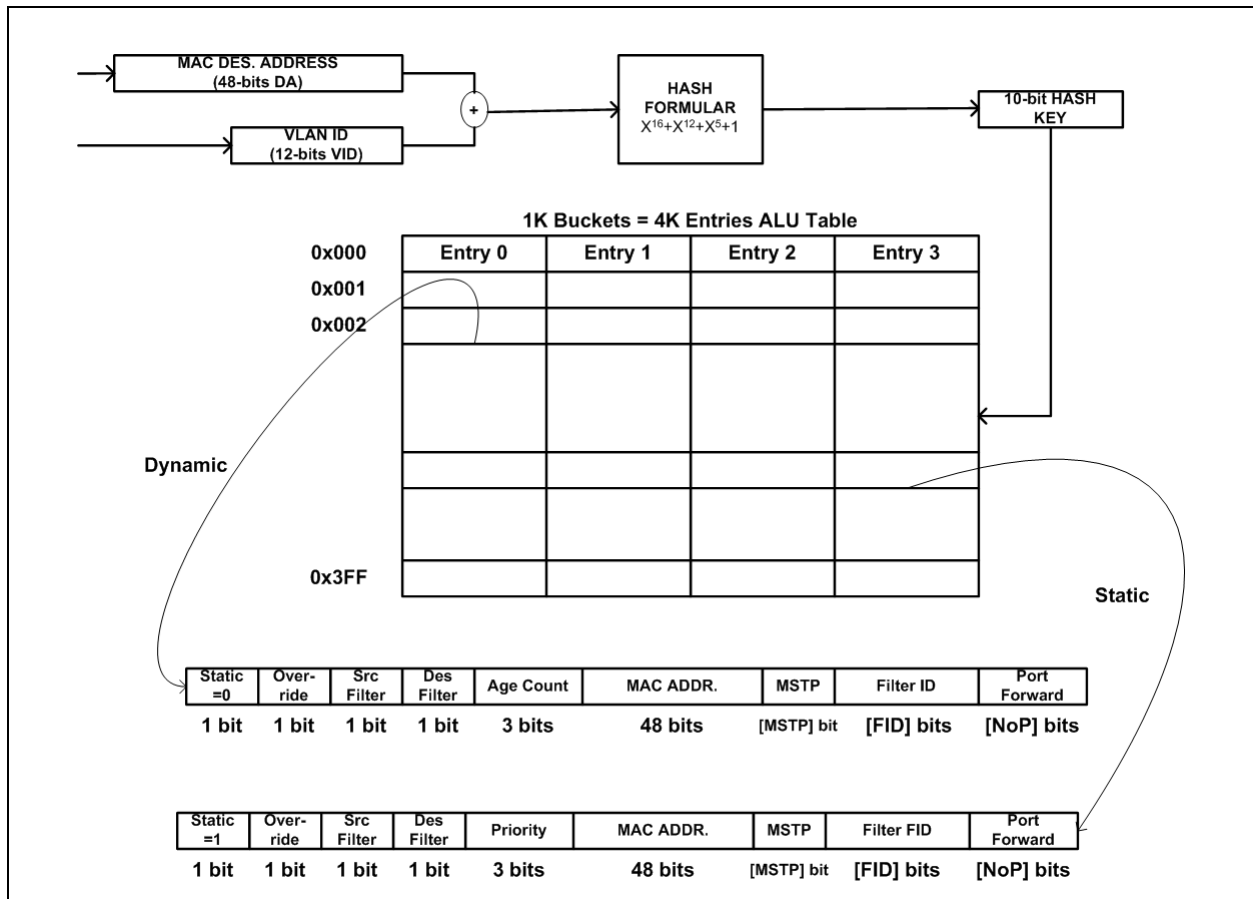 MAC DES. ADDRESS
(48-bits DA)
VLAN ID
(12-bits VID)
+
HASH
FORMULAR
X¹⁶+X¹²+X⁵+1
10-bit HASH
KEY
1K Buckets = 4K Entries ALU Table
0x000 Entry 0 Entry 1 Entry 2 Entry 3
0x001
0x002
Dynamic
0x3FF
Static
Static
=0
Over-
ride
Src
Filter
Des
Filter
Age Count
MAC ADDR.
MSTP
Filter ID
Port
Forward
1 bit 1 bit 1 bit 1 bit 3 bits 48 bits [MSTP] bit [FID] bits [NoP] bits
Static
=1
Over-
ride
Src
Filter
Des
Filter
Priority
MAC ADDR.
MSTP
Filter FID
Port
Forward
1 bit 1 bit 1 bit 1 bit 3 bits 48 bits [MSTP] bit [FID] bits [NoP] bits